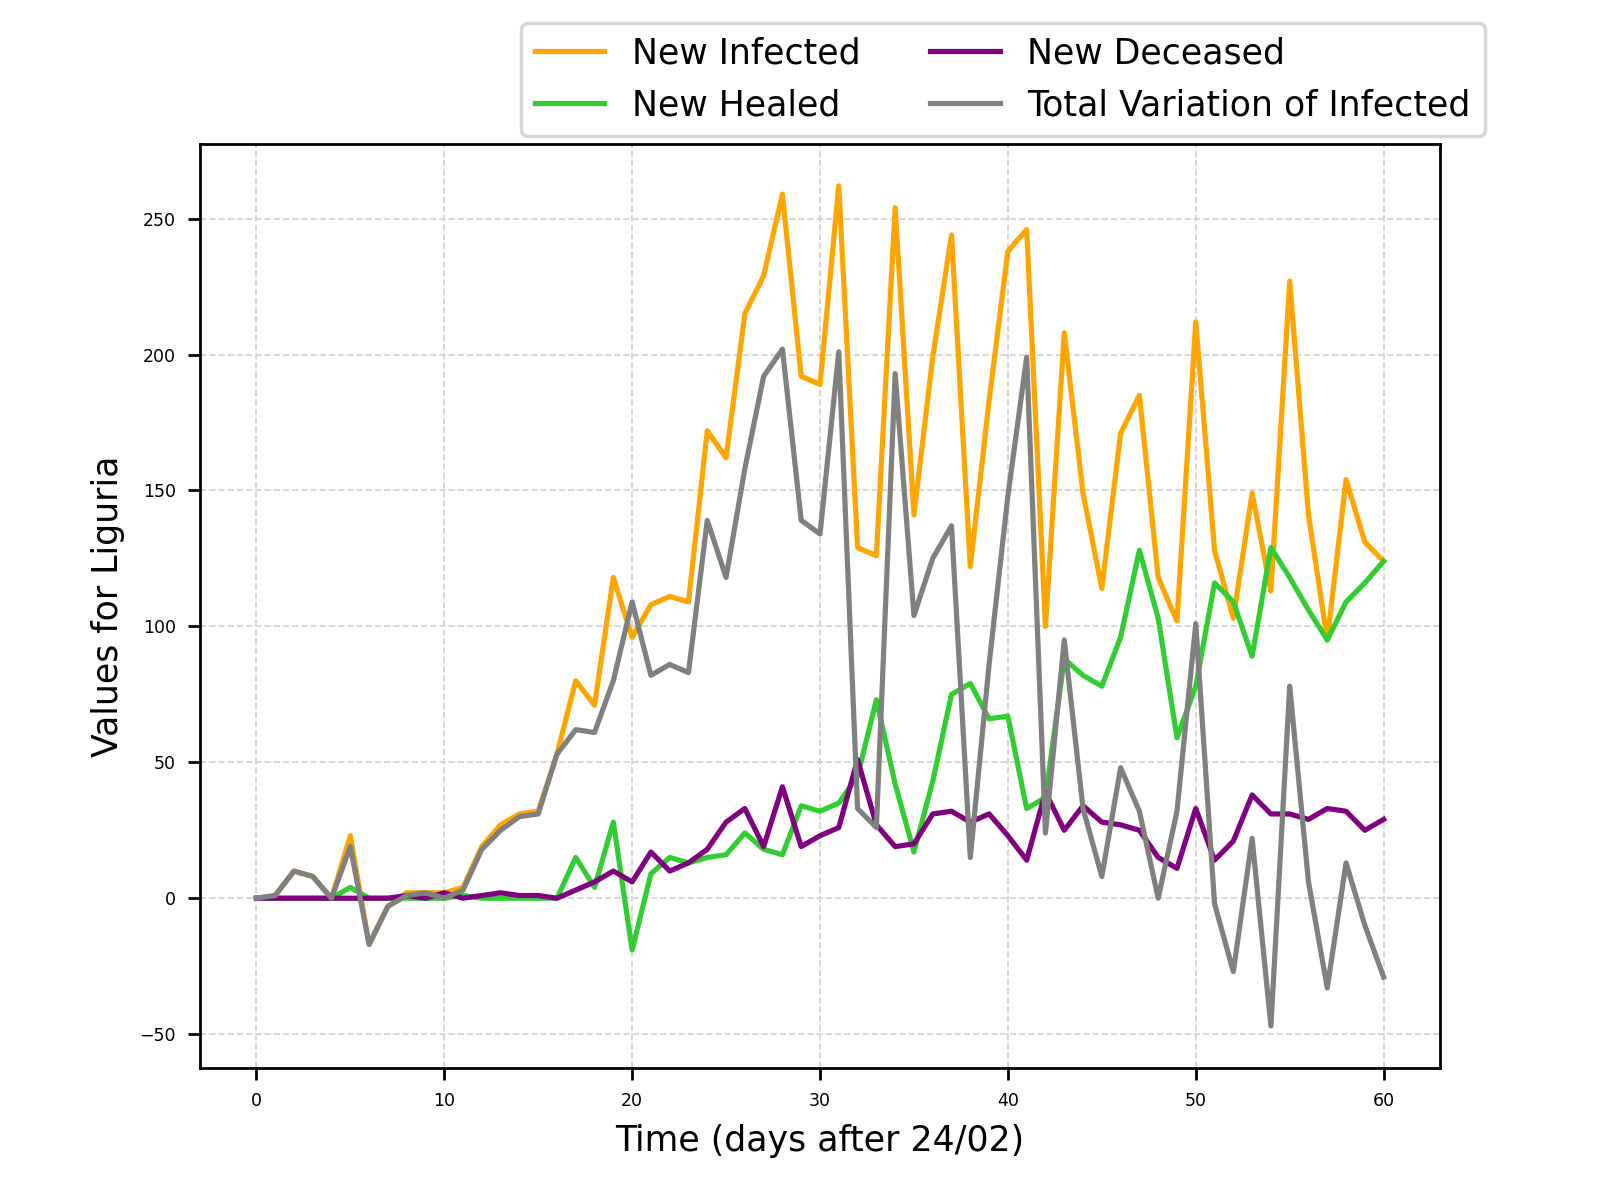 New Infected
New Healed
New Deceased
Total Variation of Infected
250
200
150
100
50
0
−50
0 10 20 30 40 50 60
Values for Liguria
Time (days after 24/02)